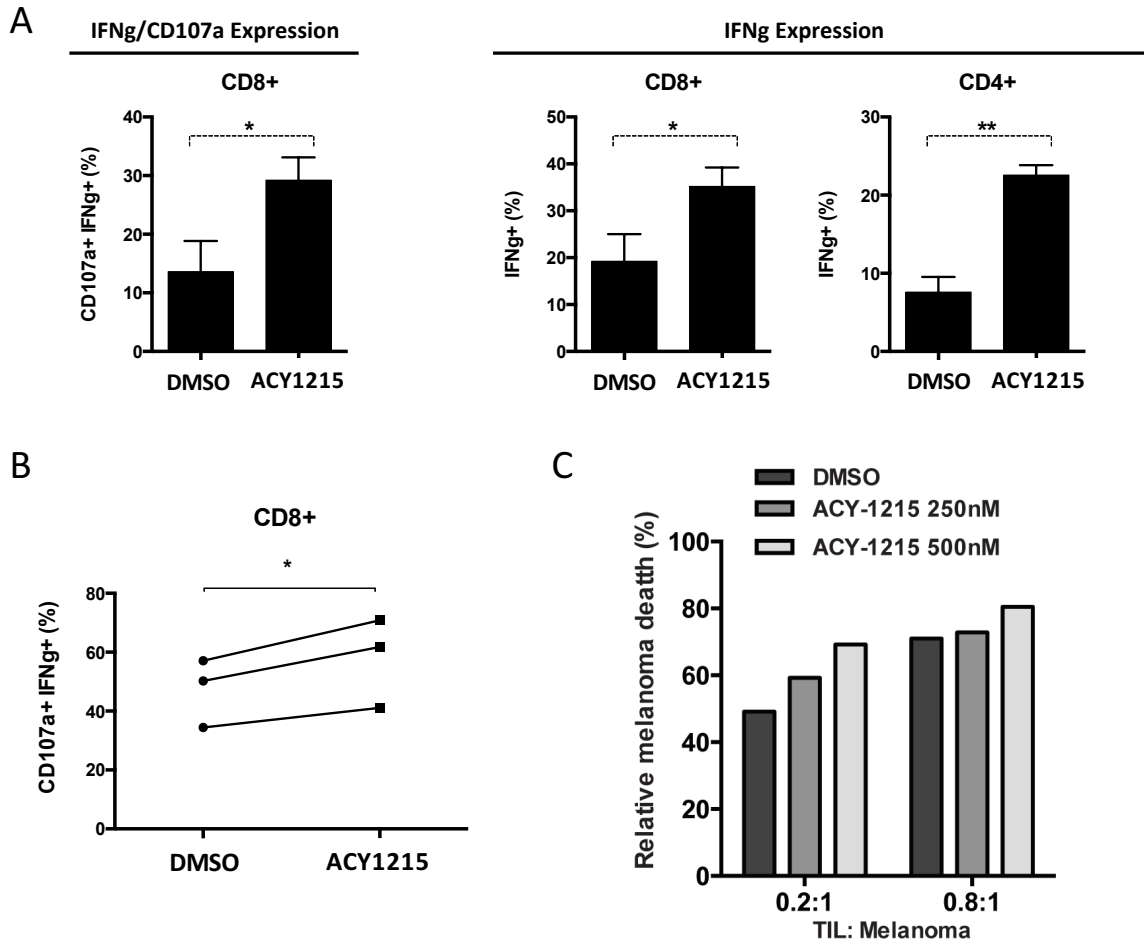 A
IFNg/CD107a Expression
IFNg Expression
CD8+
CD8+
CD4+
CD107a+ IFNg+ (%)
40
30
20
10
0
*
DMSO
ACY1215
IFNg+ (%)
50
40
30
20
10
0
*
DMSO
ACY1215
IFNg+ (%)
30
20
10
0
**
DMSO
ACY1215
B
CD8+
CD107a+ IFNg+ (%)
80
60
40
20
0
*
DMSO
ACY1215
C
DMSO
ACY-1215 250nM
ACY-1215 500nM
Relative melanoma death (%)
100
80
60
40
20
0
0.2:1
0.8:1
TIL: Melanoma